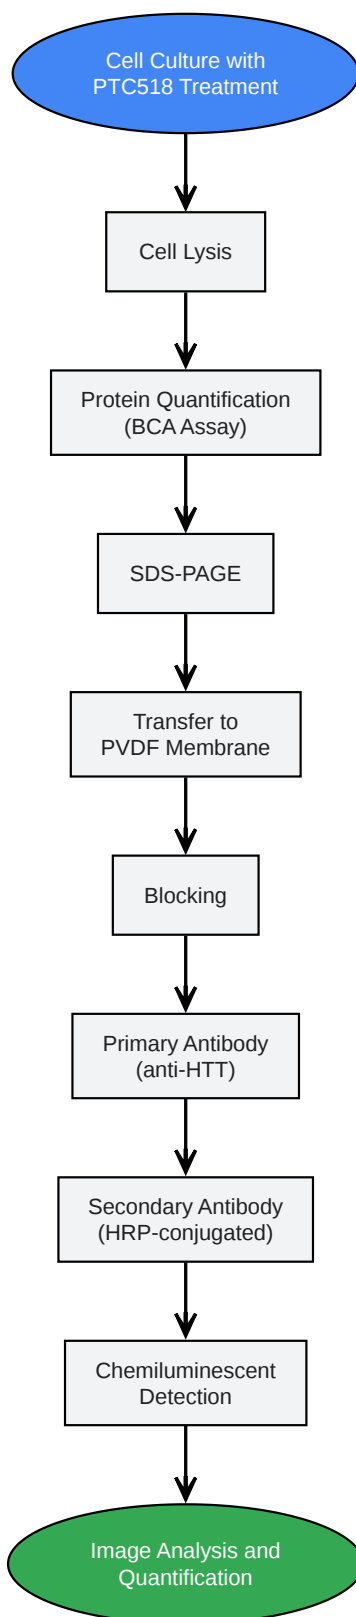 Cell Culture with
PTC518 Treatment
Cell Lysis
Protein Quantification
(BCA Assay)
SDS-PAGE
Transfer to
PVDF Membrane
Blocking
Primary Antibody
(anti-HTT)
Secondary Antibody
(HRP-conjugated)
Chemiluminescent
Detection
Image Analysis and
Quantification